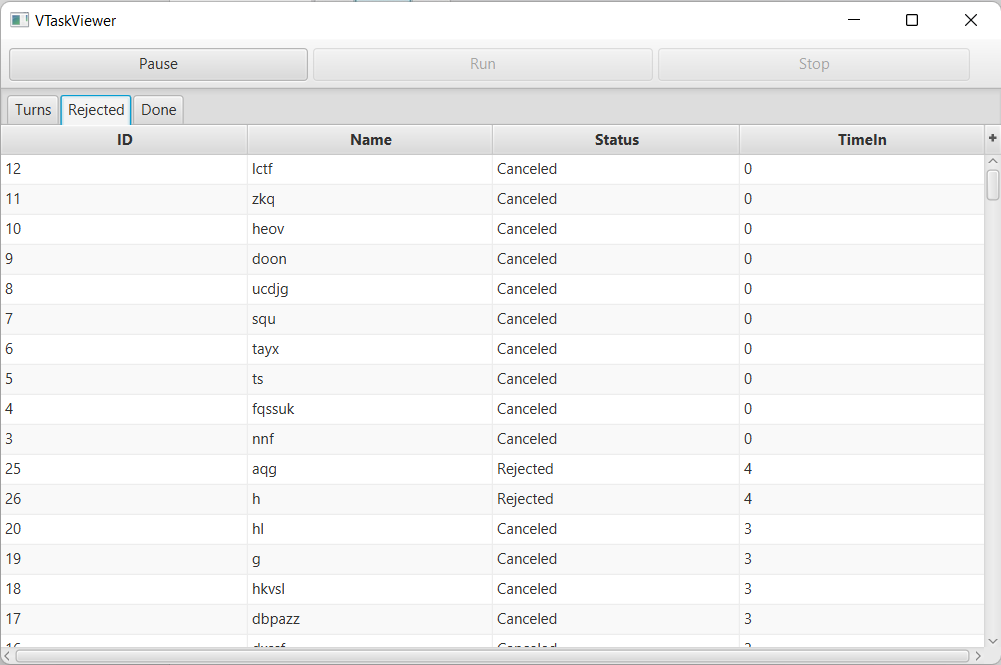 VTaskViewer
Pause Run Stop
Turns Rejected Done
ID Name Status TimeIn +
12 lctf Canceled 0
11 zkq Canceled 0
10 heov Canceled 0
9 doon Canceled 0
8 ucdjg Canceled 0
7 squ Canceled 0
6 tayx Canceled 0
5 ts Canceled 0
4 fqssuk Canceled 0
3 nnf Canceled 0
25 aqg Rejected 4
26 h Rejected 4
20 hl Canceled 3
19 g Canceled 3
18 hkvsl Canceled 3
17 dbpazz Canceled 3
16 Canceled 3